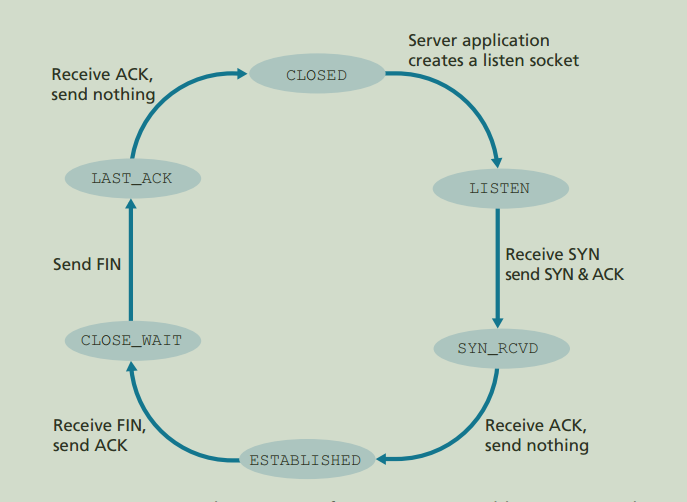 Server application
creates a listen socket
Receive ACK,
send nothing
CLOSED
LAST_ACK
LISTEN
Send FIN
Receive SYN
send SYN & ACK
CLOSE_WAIT
SYN_RCVD
Receive FIN,
send ACK
Receive ACK,
send nothing
ESTABLISHED